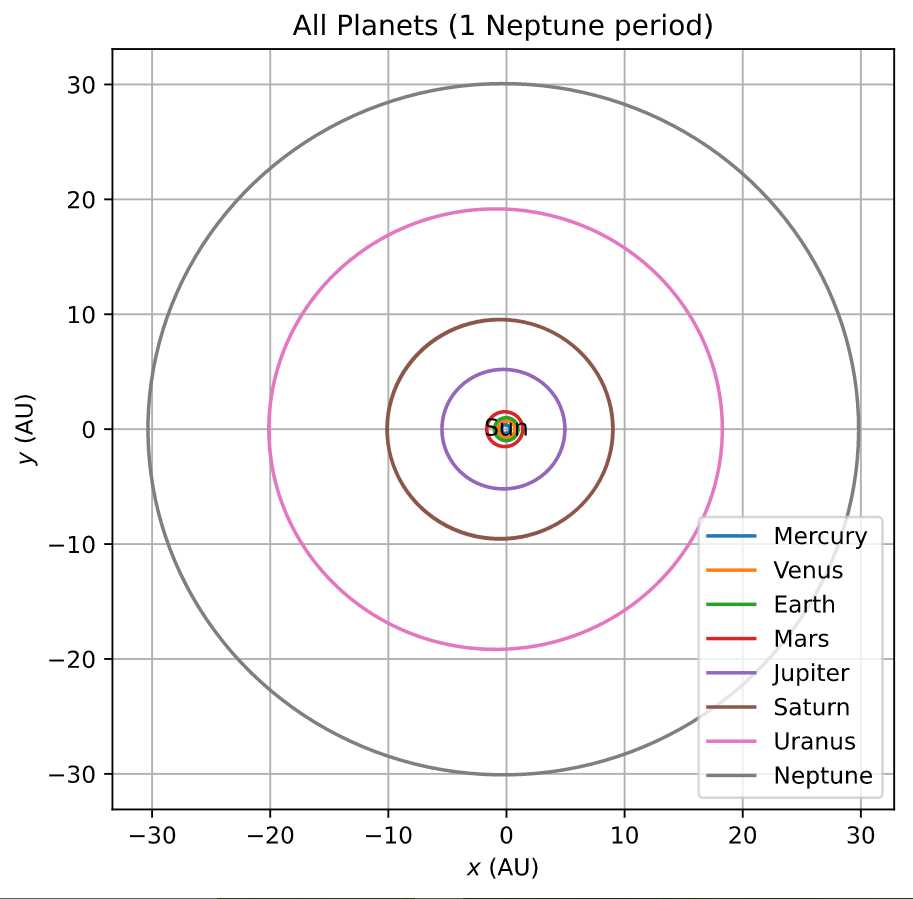 All Planets (1 Neptune period)
30
20
10
0
−10
−20
−30
y (AU)
Sun
Mercury
Venus
Earth
Mars
Jupiter
Saturn
Uranus
Neptune
−30 −20 −10 0 10 20 30
x (AU)